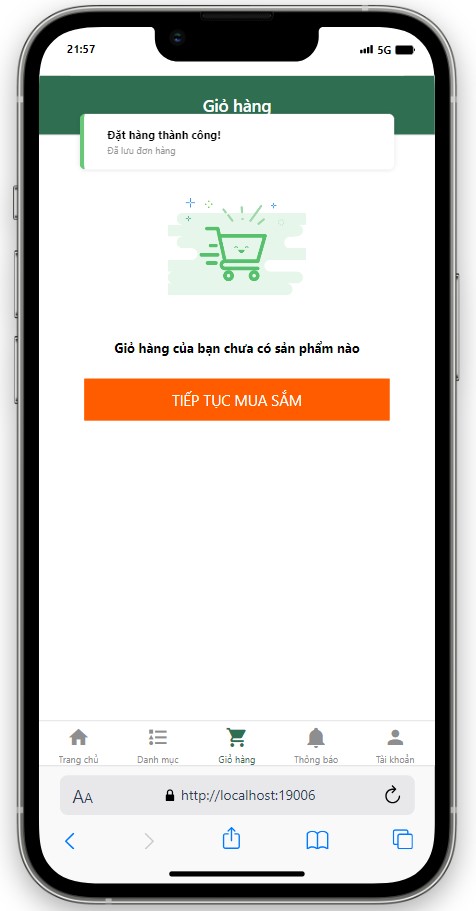 21:57
5G
Giỏ hàng
Đặt hàng thành công!
Đã lưu đơn hàng
Giỏ hàng của bạn chưa có sản phẩm nào
TIẾP TỤC MUA SẮM
Trang chủ
Danh mục
Giỏ hàng
Thông báo
Tài khoản
AA
http://localhost:19006